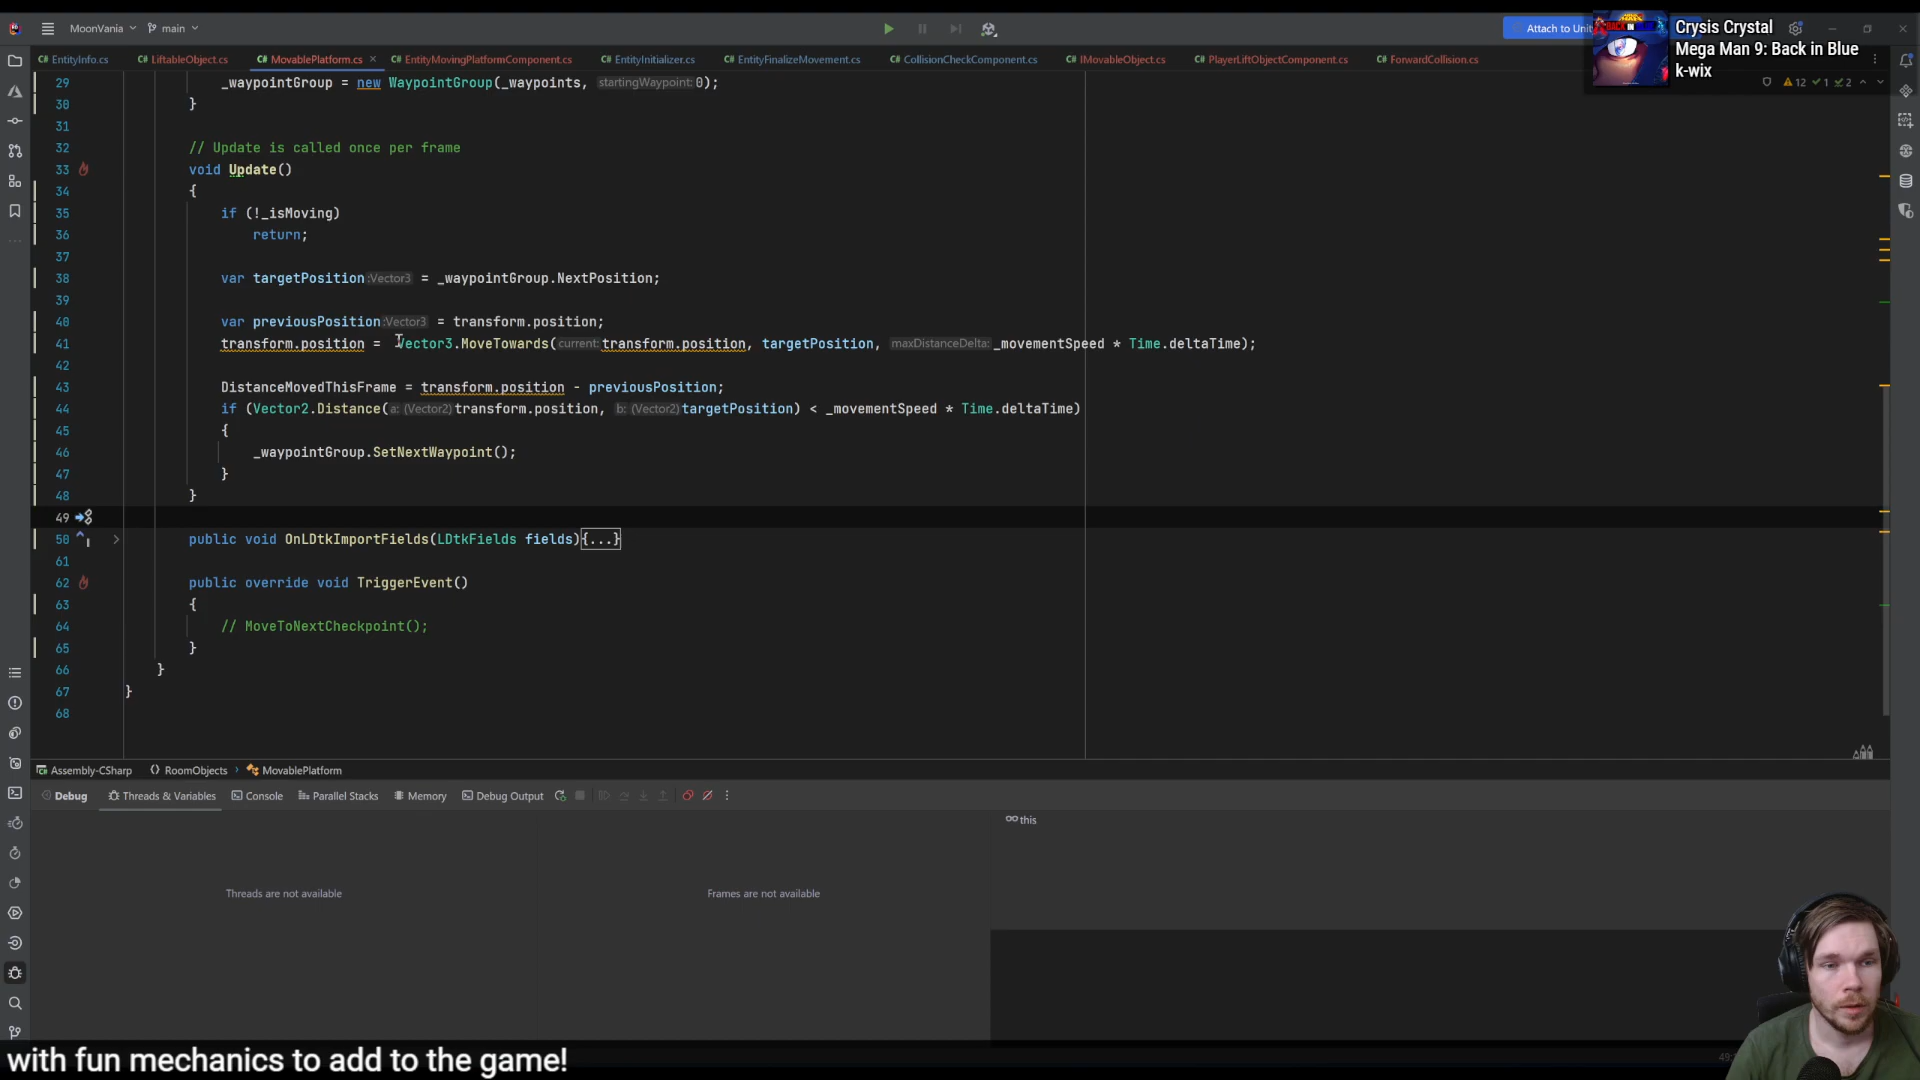 MoonVania
main
Attach to Unit
Crysis Crystal
Mega Man 9: Back in Blue
k-wix
EntityInfo.cs
LiftableObject.cs
MovablePlatform.cs
EntityMovingPlatformComponent.cs
EntityInitializer.cs
EntityFinalizeMovement.cs
CollisionCheckComponent.cs
IMovableObject.cs
PlayerLiftObjectComponent.cs
ForwardCollision.cs
12 1 2
29 _waypointGroup = new WaypointGroup(_waypoints, startingWaypoint: 0);
30 }
31
32 // Update is called once per frame
33 void Update()
34 {
35 if (!_isMoving)
36 return;
37
38 var targetPosition :Vector3 = _waypointGroup.NextPosition;
39
40 var previousPosition :Vector3 = transform.position;
41 transform.position = Vector3.MoveTowards( current: transform.position, targetPosition, maxDistanceDelta: _movementSpeed * Time.deltaTime);
42
43 DistanceMovedThisFrame = transform.position - previousPosition;
44 if (Vector2.Distance( a: (Vector2) transform.position, b: (Vector2) targetPosition) < _movementSpeed * Time.deltaTime)
45 {
46 _waypointGroup.SetNextWaypoint();
47 }
48 }
49
50 public void OnLDtkImportFields(LDtkFields fields){...}
61
62 public override void TriggerEvent()
63 {
64 // MoveToNextCheckpoint();
65 }
66 }
67 }
68
Assembly-CSharp RoomObjects MovablePlatform
Debug Threads & Variables Console Parallel Stacks Memory Debug Output
this
Threads are not available
Frames are not available
with fun mechanics to add to the game!